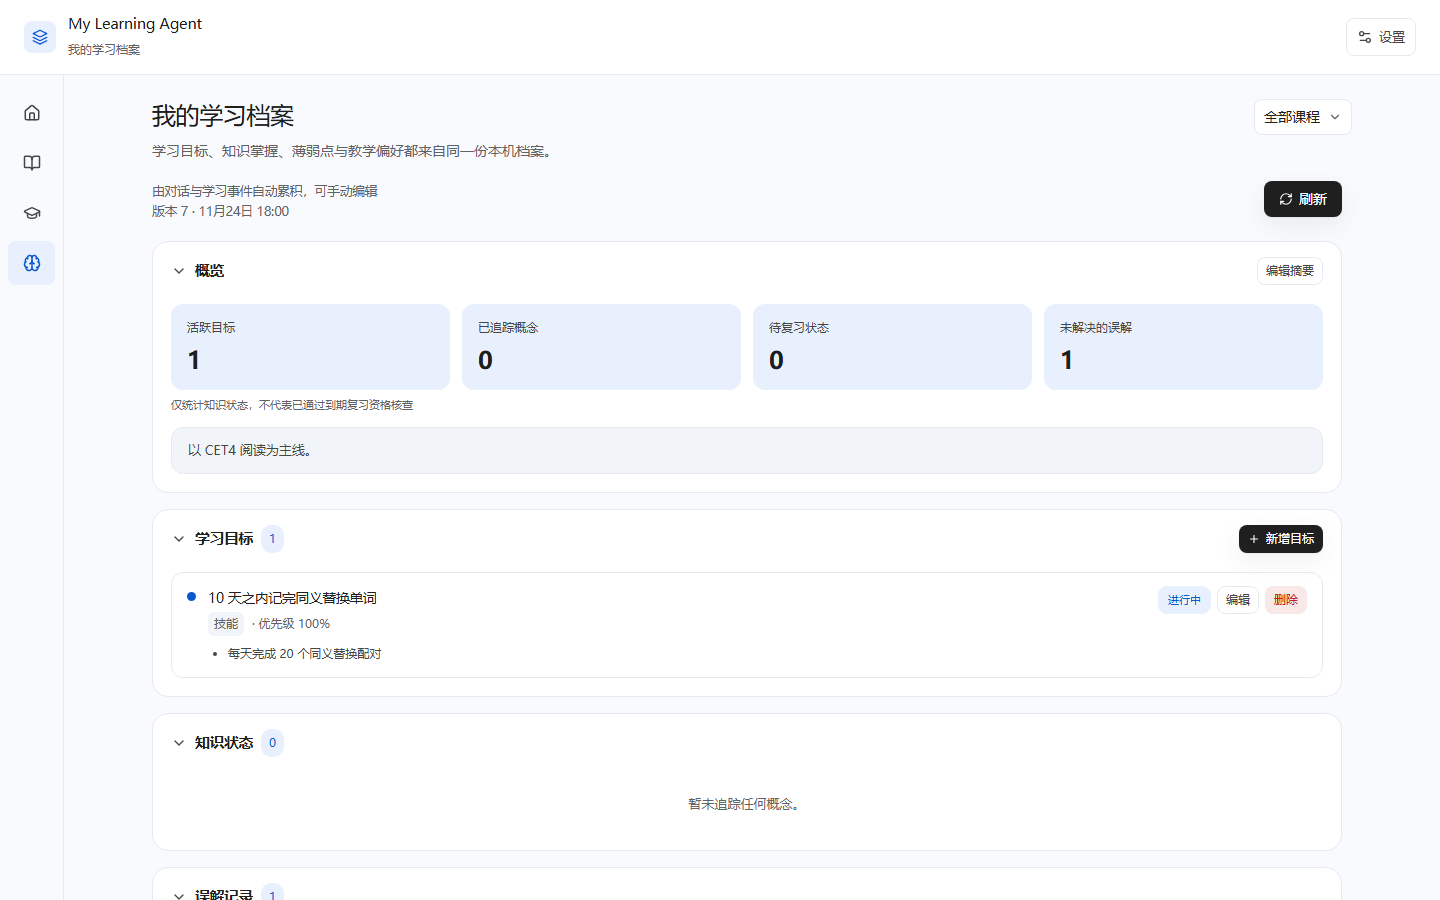 My Learning Agent
我的学习档案
设置
我的学习档案
全部课程
学习目标、知识掌握、薄弱点与教学偏好都来自同一份本机档案。
由对话与学习事件自动累积，可手动编辑
版本 7 · 11月24日 18:00
刷新
概览
编辑摘要
活跃目标
1
已追踪概念
0
待复习状态
0
未解决的误解
1
仅统计知识状态，不代表已通过到期复习资格核查
以 CET4 阅读为主线。
学习目标 1
+ 新增目标
10 天之内记完同义替换单词
进行中
编辑
删除
技能 · 优先级 100%
• 每天完成 20 个同义替换配对
知识状态 0
暂未追踪任何概念。
误解记录 1